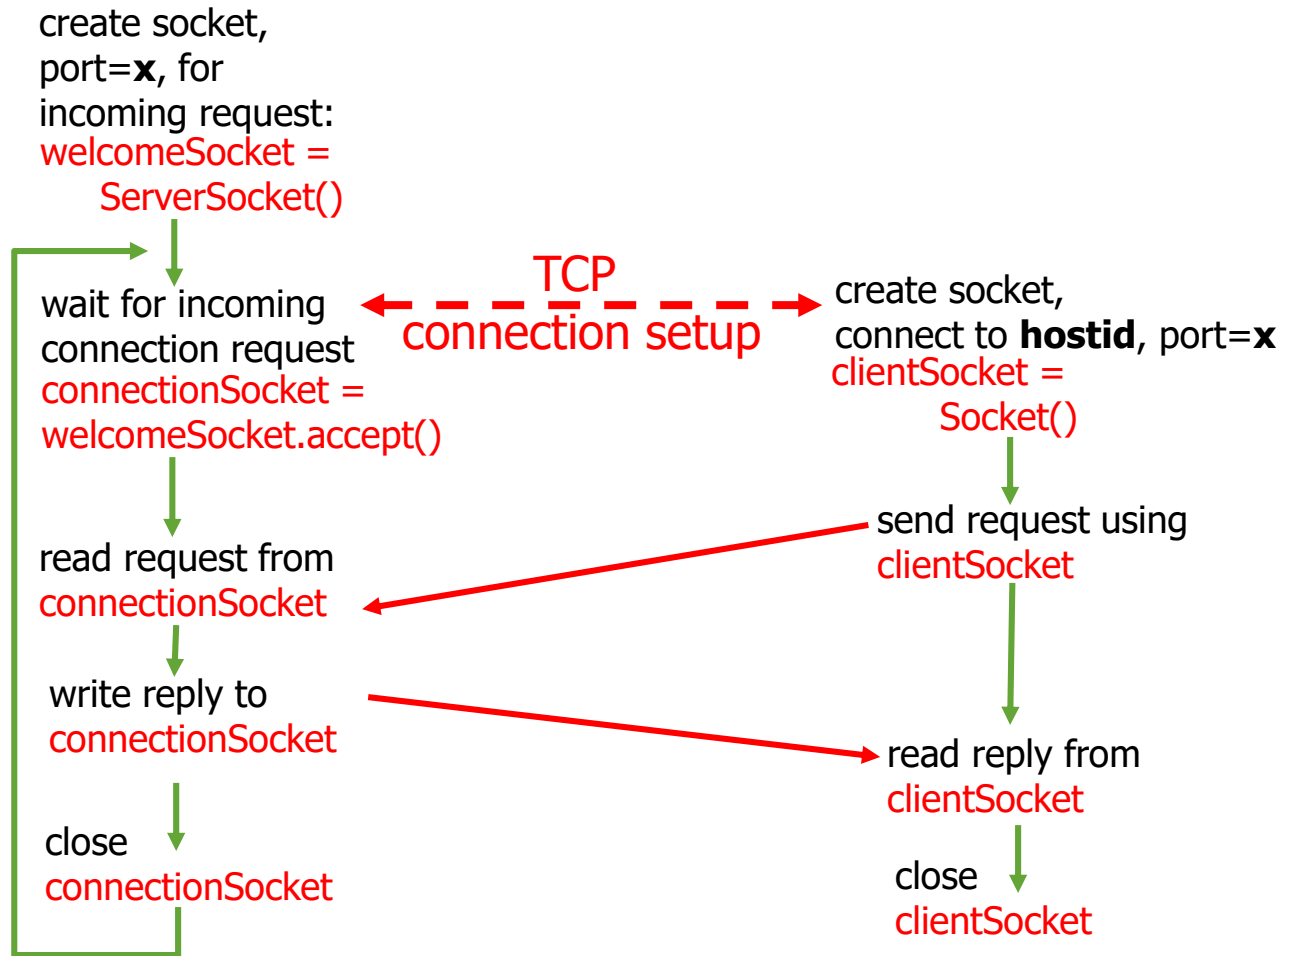 create socket,
port=x, for
incoming request:
welcomeSocket =
ServerSocket()
wait for incoming
connection request
connectionSocket =
welcomeSocket.accept()
read request from
connectionSocket
write reply to
connectionSocket
close
connectionSocket
TCP
connection setup
create socket,
connect to hostid, port=x
clientSocket =
Socket()
send request using
clientSocket
read reply from
clientSocket
close
clientSocket